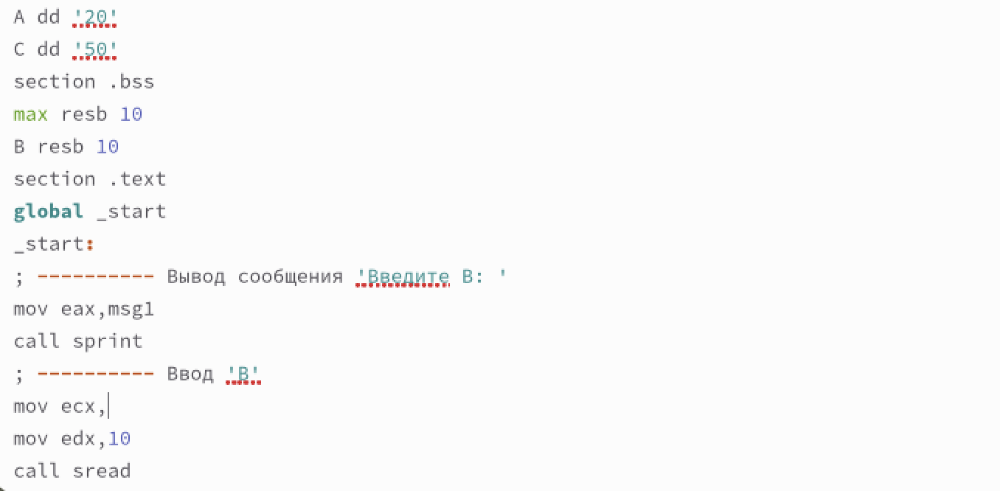 A dd '20'
C dd '50'
section .bss
max resb 10
B resb 10
section .text
global _start
_start:
; ---------- Вывод сообщения 'Введите B: '
mov eax,msg1
call sprint
; ---------- Ввод 'B'
mov ecx,
mov edx,10
call sread